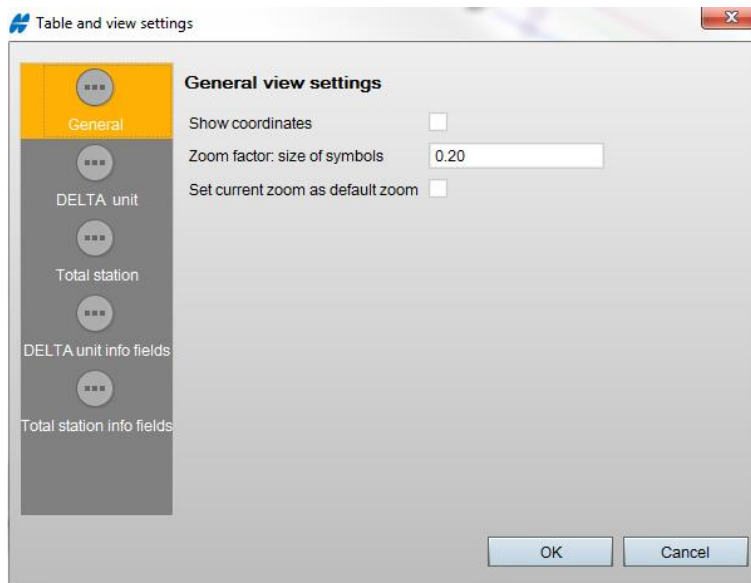 Table and view settings
General
DELTA unit
Total station
DELTA unit info fields
Total station info fields
General view settings
Show coordinates
Zoom factor: size of symbols 0.20
Set current zoom as default zoom
OK Cancel